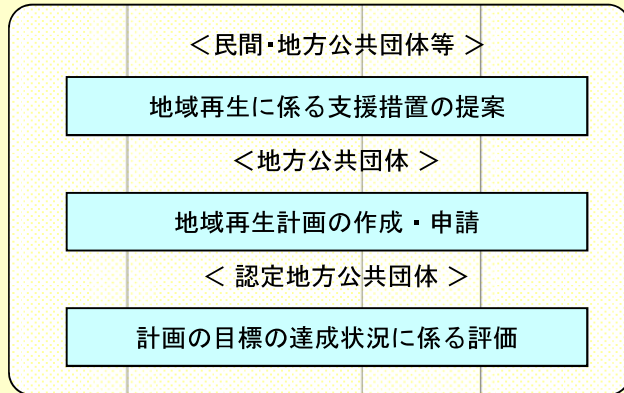 ＜民間・地方公共団体等 ＞
地域再生に係る支援措置の提案
＜地方公共団体 ＞
地域再生計画の作成・申請
＜ 認定地方公共団体 ＞
計画の目標の達成状況に係る評価